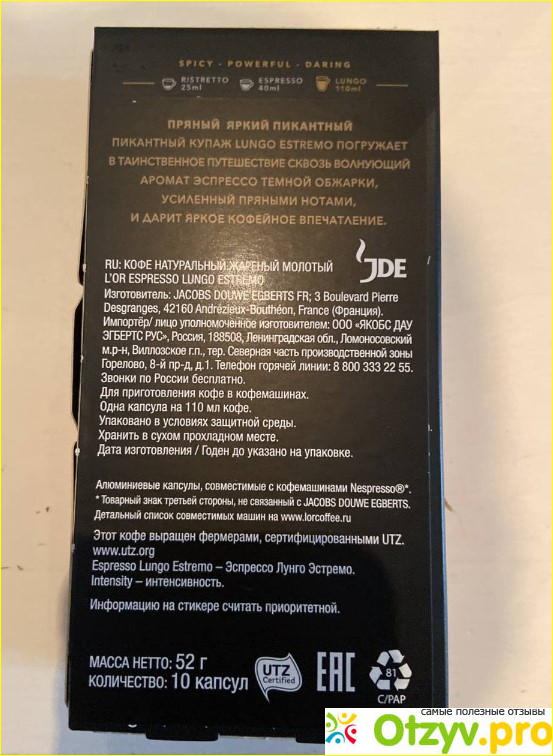 SPICY - POWERFUL - DARING
RISTRETTO 25ml ESPRESSO 40ml LUNGO 110ml
ПРЯНЫЙ ЯРКИЙ ПИКАНТНЫЙ
ПИКАНТНЫЙ КУПАЖ LUNGO ESTREMO ПОГРУЖАЕТ
В ТАИНСТВЕННОЕ ПУТЕШЕСТВИЕ СКВОЗЬ ВОЛНУЮЩИЙ
АРОМАТ ЭСПРЕССО ТЕМНОЙ ОБЖАРКИ,
УСИЛЕННЫЙ ПРЯНЫМИ НОТАМИ,
И ДАРИТ ЯРКОЕ КОФЕЙНОЕ ВПЕЧАТЛЕНИЕ.
JDE
RU: КОФЕ НАТУРАЛЬНЫЙ ЖАРЕНЫЙ МОЛОТЫЙ
L'OR ESPRESSO LUNGO ESTREMO
Изготовитель: JACOBS DOUWE EGBERTS FR; 3 Boulevard Pierre
Desgranges, 42160 Andrézieux-Bouthéon, France (Франция).
Импортёр/ лицо уполномоченное изготовителем: ООО «ЯКОБС ДАУ
ЭГБЕРТС РУС», Россия, 188508, Ленинградская обл., Ломоносовский
м.р-н, Виллозское г.п., тер. Северная часть производственной зоны
Горелово, 8-й пр-д, д.1. Телефон горячей линии: 8 800 333 22 55.
Звонки по России бесплатно.
Для приготовления кофе в кофемашинах.
Одна капсула на 110 мл кофе.
Упаковано в условиях защитной среды.
Хранить в сухом прохладном месте.
Дата изготовления / Годен до указано на упаковке.
Алюминиевые капсулы, совместимые с кофемашинами Nespresso®*.
* Товарный знак третьей стороны, не связанный с JACOBS DOUWE EGBERTS.
Детальный список совместимых машин на www.lorcoffee.ru
Этот кофе выращен фермерами, сертифицированными UTZ.
www.utz.org
Espresso Lungo Estremo – Эспрессо Лунго Эстремо.
Intensity – интенсивность.
Информацию на стикере считать приоритетной.
МАССА НЕТТО: 52 г
КОЛИЧЕСТВО: 10 капсул
UTZ
Certified
EAC
81
C/PAP
самые полезные отзывы
Otzyv.pro